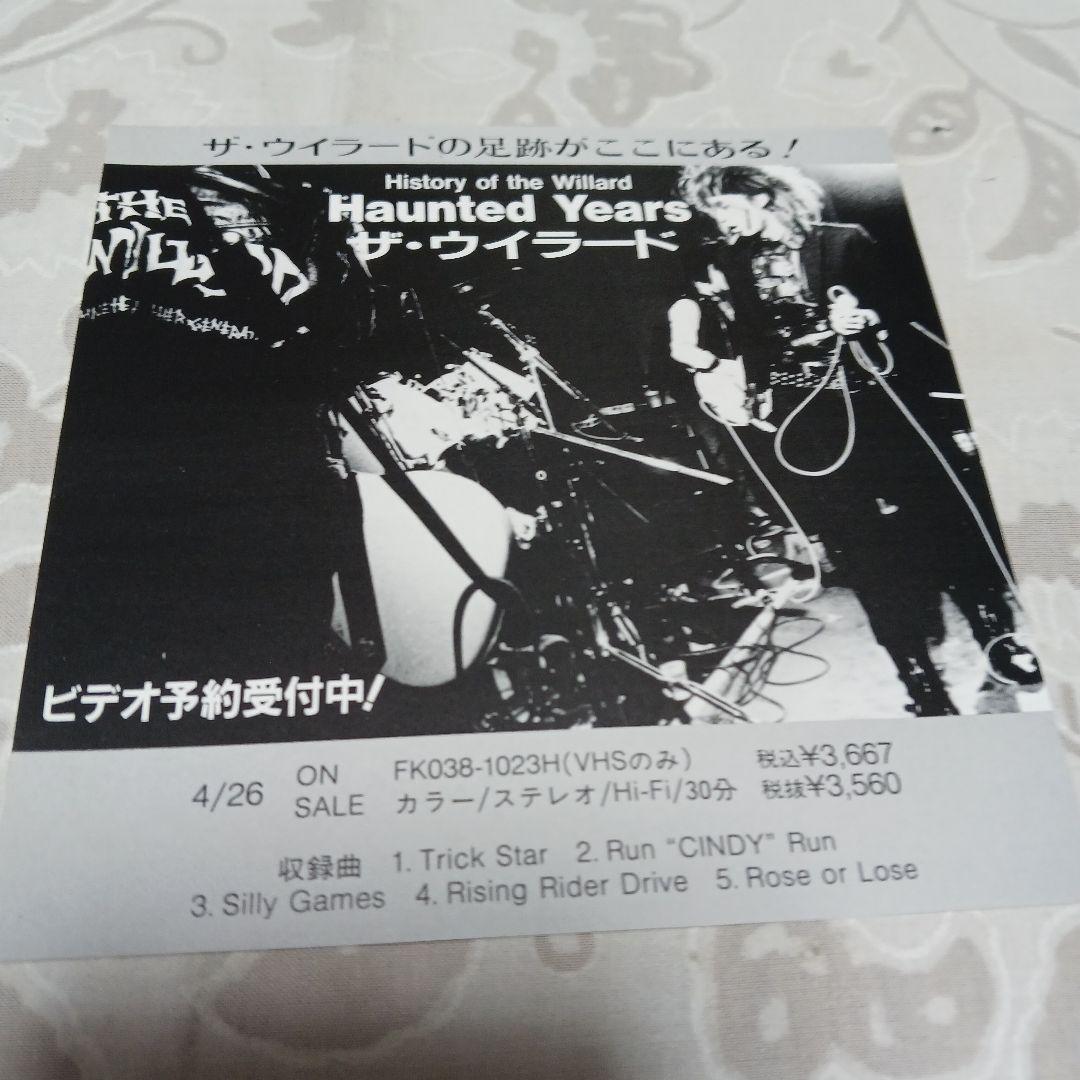 ザ・ウイラードの足跡がここにある!
History of the Willard
Haunted Years
ザ・ウイラード
THE
ビデオ予約受付中!
4/26 ON SALE FK038-1023H(VHSのみ) 税込¥3,667
カラー/ステレオ/Hi-Fi/30分 税抜¥3,560
収録曲 1. Trick Star 2. Run “CINDY” Run
3. Silly Games 4. Rising Rider Drive 5. Rose or Lose